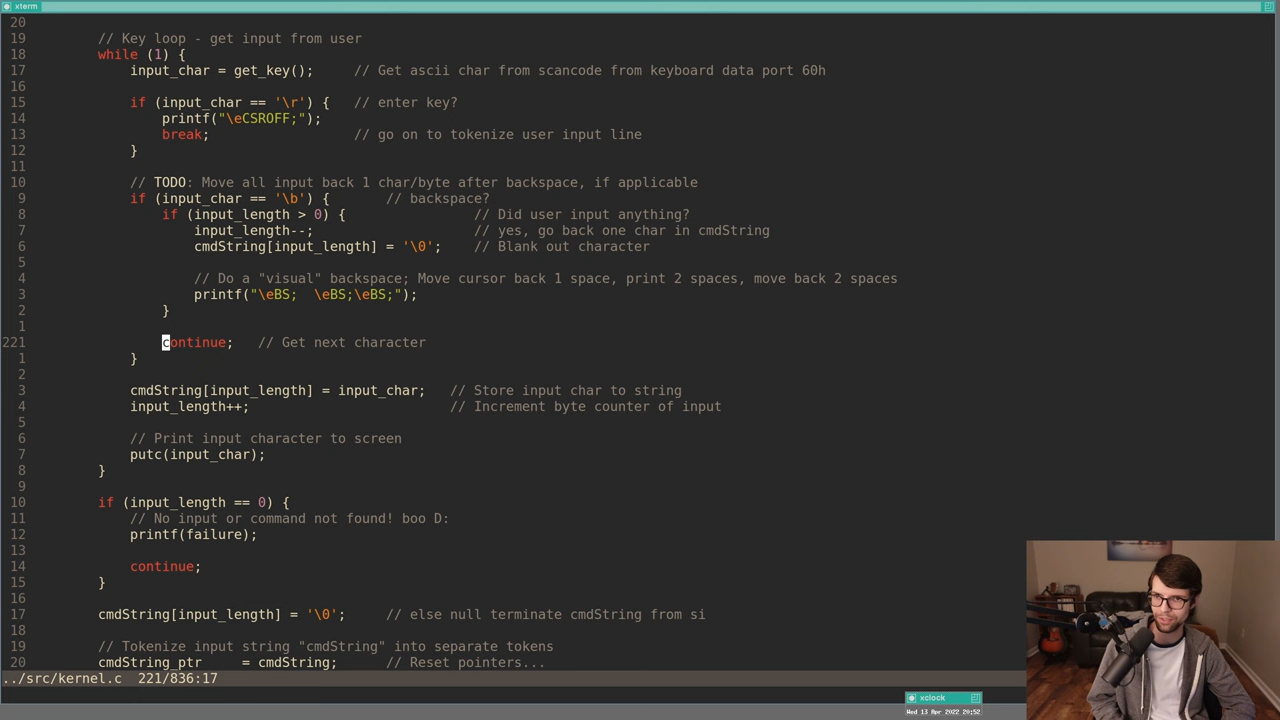 xterm
20
19 // Key loop - get input from user
18 while (1) {
17 input_char = get_key(); // Get ascii char from scancode from keyboard data port 60h
16
15 if (input_char == '\r') { // enter key?
14 printf("\eCSROFF;");
13 break; // go on to tokenize user input line
12 }
11
10 // TODO: Move all input back 1 char/byte after backspace, if applicable
9 if (input_char == '\b') { // backspace?
8 if (input_length > 0) { // Did user input anything?
7 input_length--; // yes, go back one char in cmdString
6 cmdString[input_length] = '\0'; // Blank out character
5
4 // Do a "visual" backspace; Move cursor back 1 space, print 2 spaces, move back 2 spaces
3 printf("\eBS;  \eBS;\eBS;");
2 }
1
221 continue; // Get next character
1 }
2
3 cmdString[input_length] = input_char; // Store input char to string
4 input_length++; // Increment byte counter of input
5
6 // Print input character to screen
7 putc(input_char);
8 }
9
10 if (input_length == 0) {
11 // No input or command not found! boo D:
12 printf(failure);
13
14 continue;
15 }
16
17 cmdString[input_length] = '\0'; // else null terminate cmdString from si
18
19 // Tokenize input string "cmdString" into separate tokens
20 cmdString_ptr = cmdString; // Reset pointers...
../src/kernel.c 221/836:17
xclock
Wed 13 Apr 2022 20:52